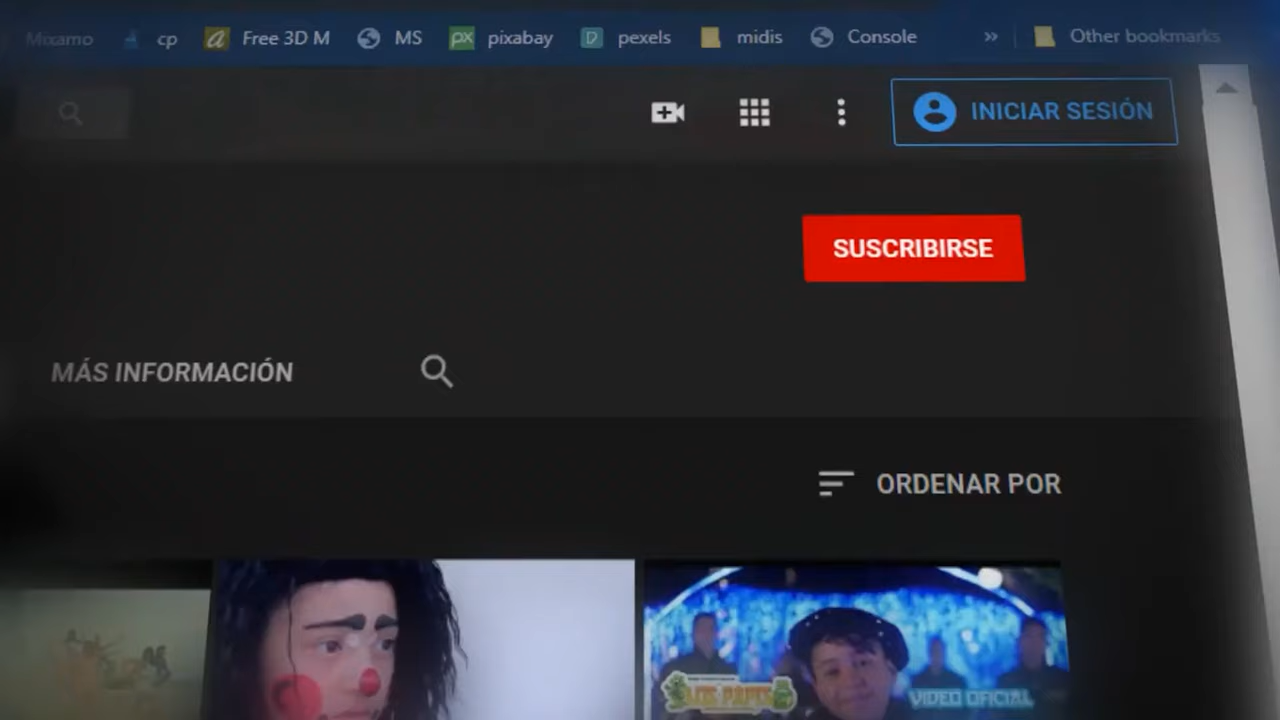 Mixamo cp Free 3D M MS pixabay pexels midis Console » Other bookmarks
INICIAR SESIÓN
SUSCRIBIRSE
MÁS INFORMACIÓN
ORDENAR POR
VIDEO OFICIAL